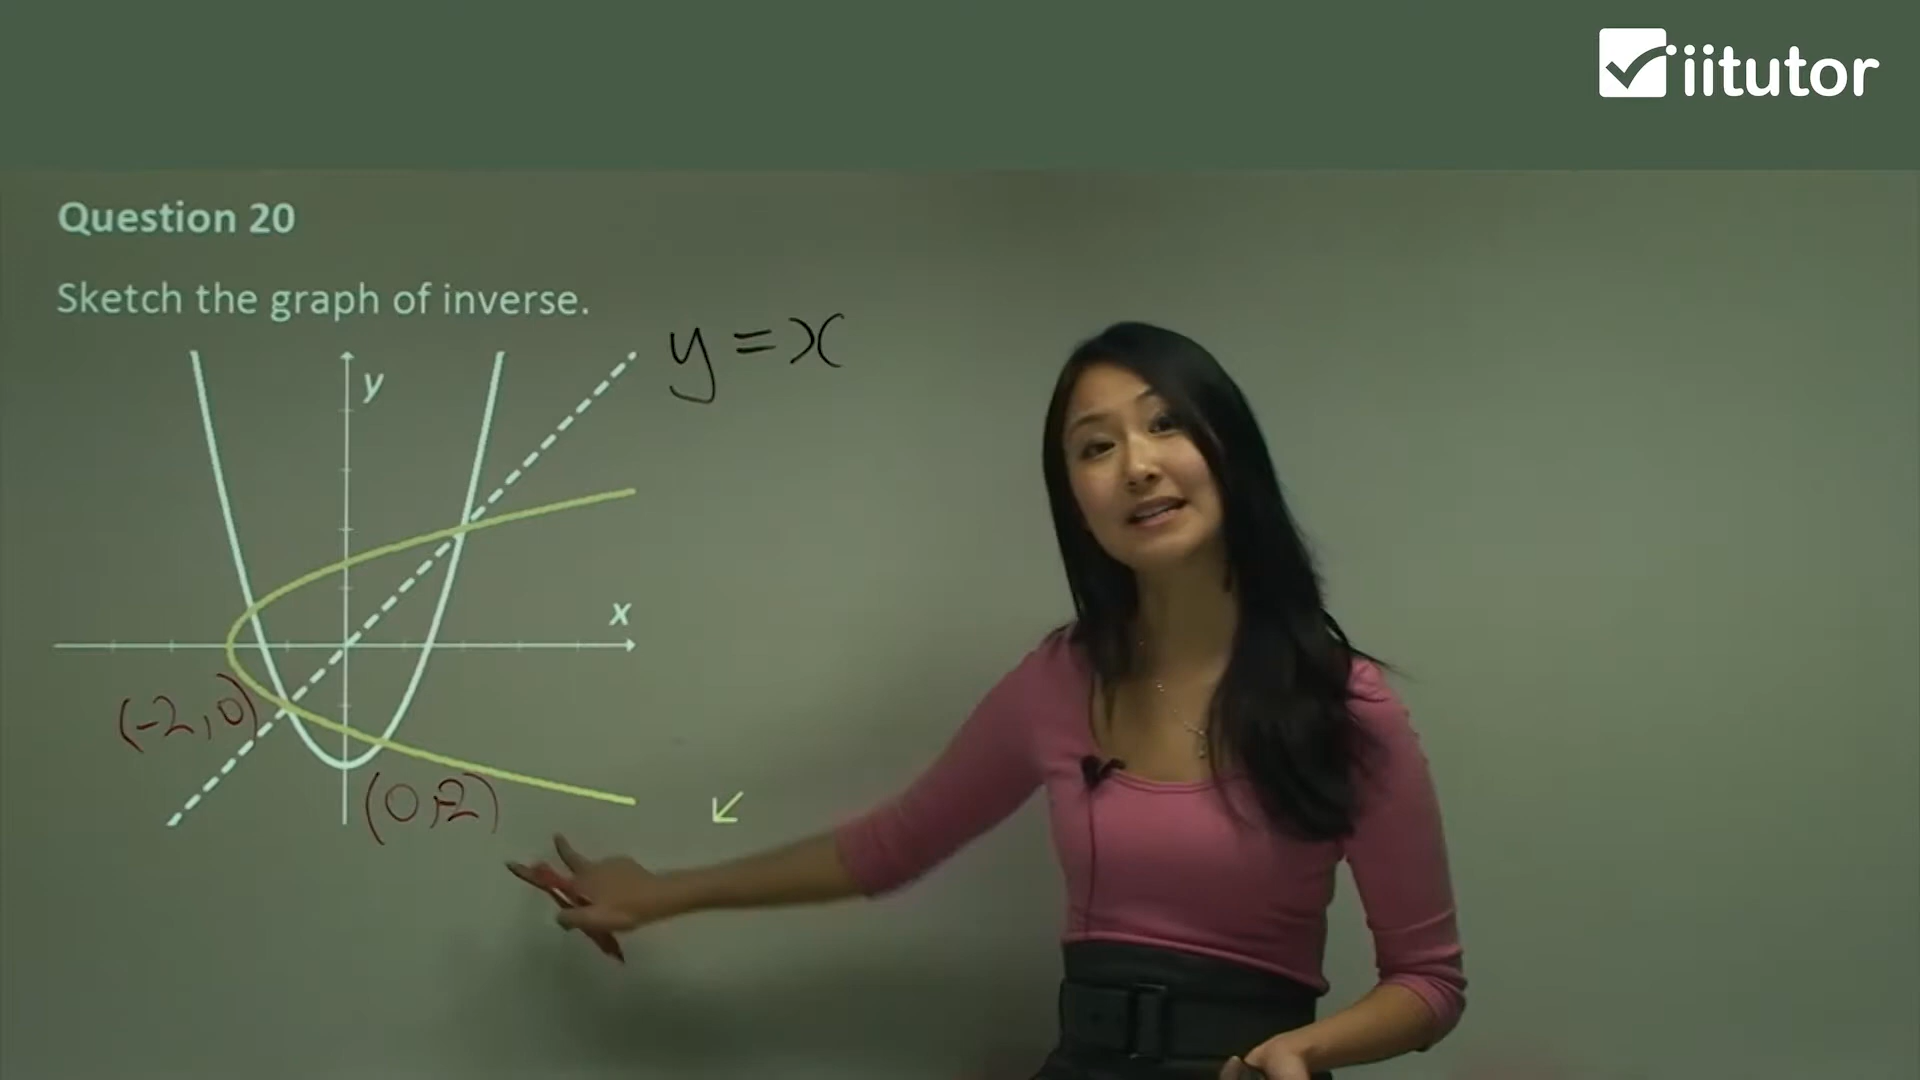 iitutor
Question 20
Sketch the graph of inverse.
y = x
y
x
(-2,0)
(0,-2)